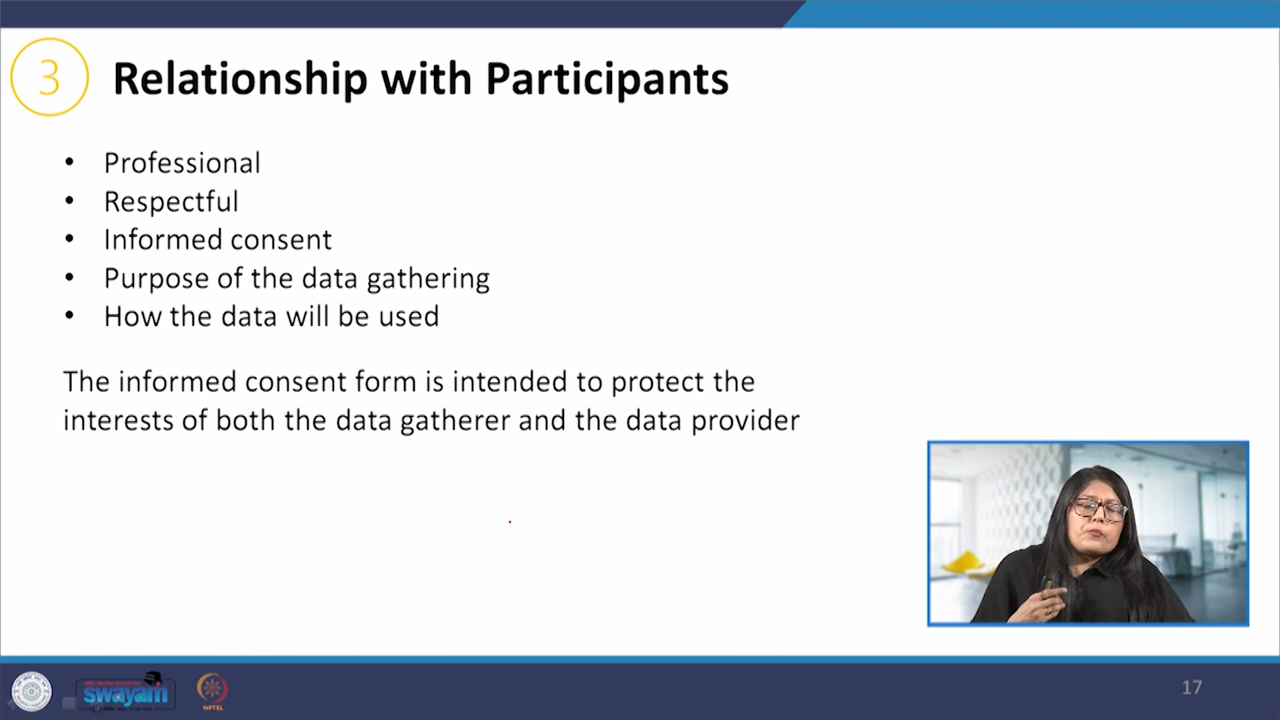 3
Relationship with Participants
• Professional
• Respectful
• Informed consent
• Purpose of the data gathering
• How the data will be used
The informed consent form is intended to protect the
interests of both the data gatherer and the data provider
swayam
NPTEL
17